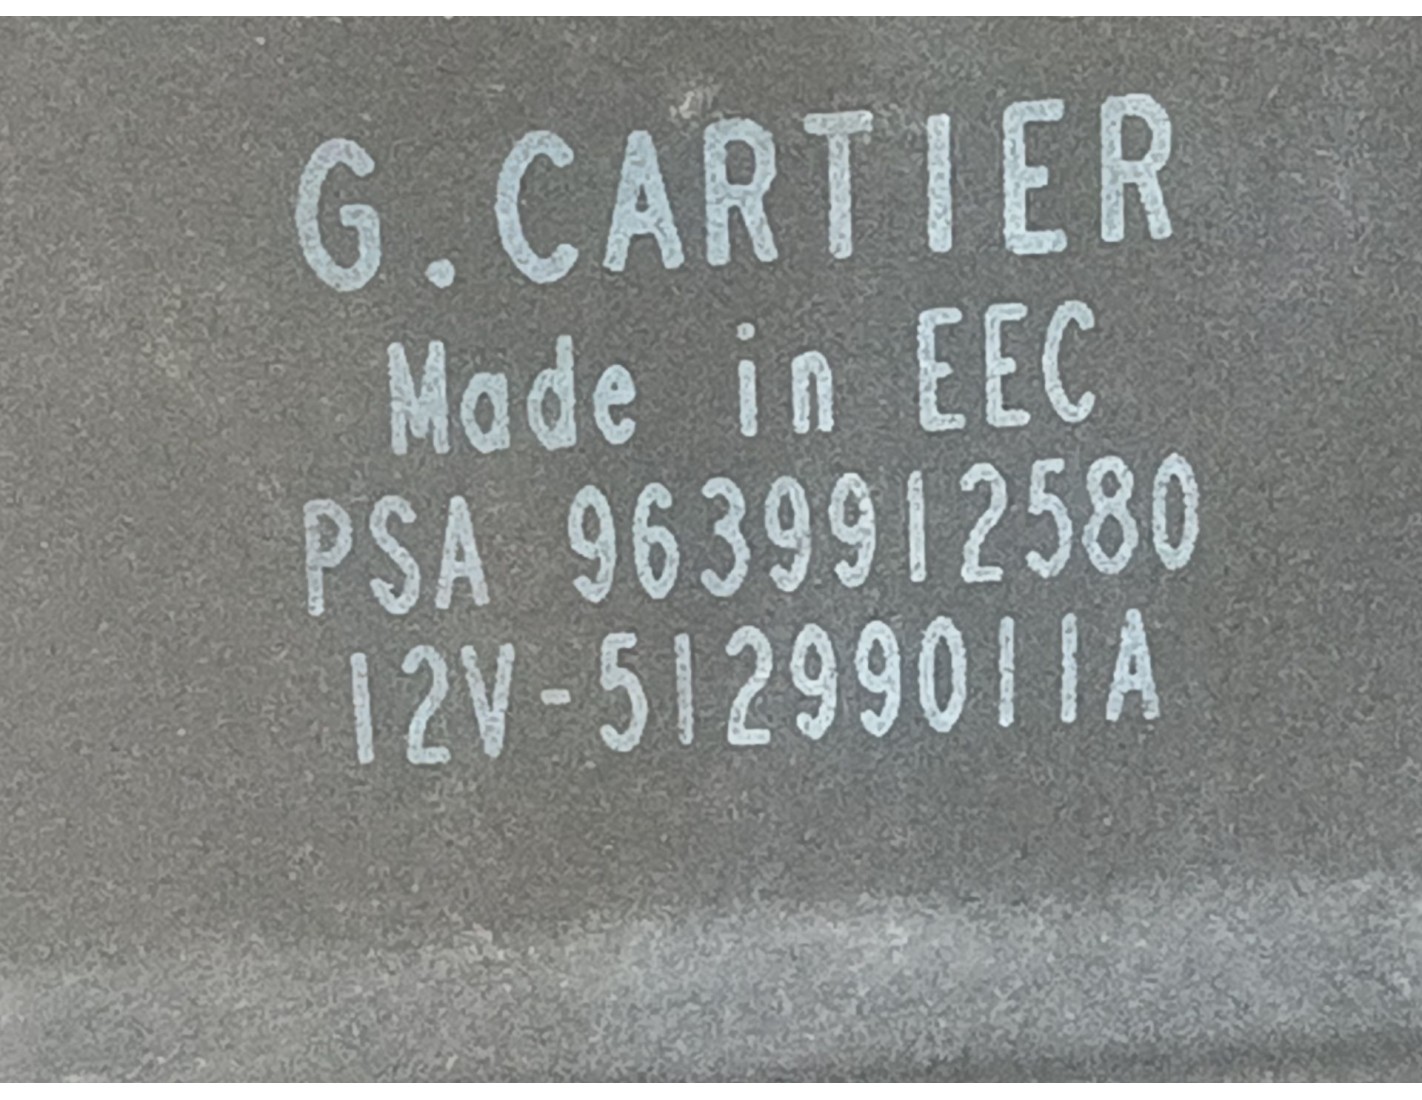 G.CARTIER
Made in EEC
PSA 9639912580
12V-51299011A